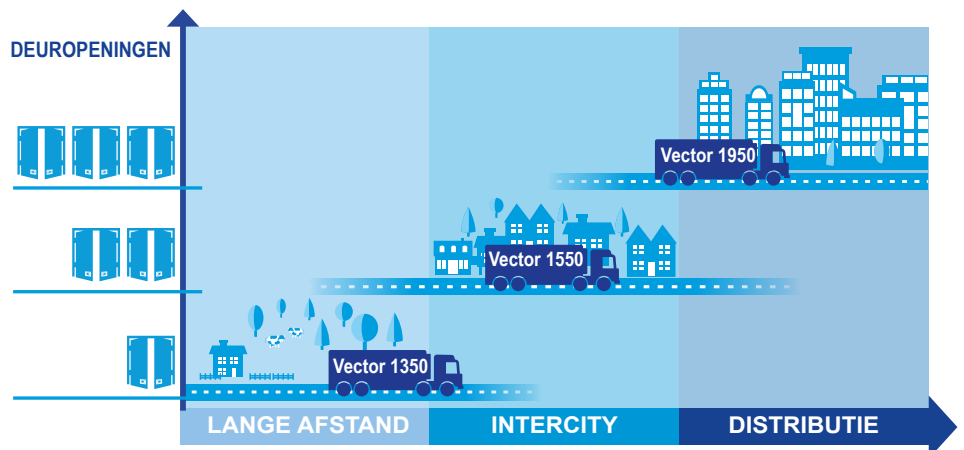 DEUROPENINGEN
Vector 1950
Vector 1550
Vector 1350
LANGE AFSTAND
INTERCITY
DISTRIBUTIE